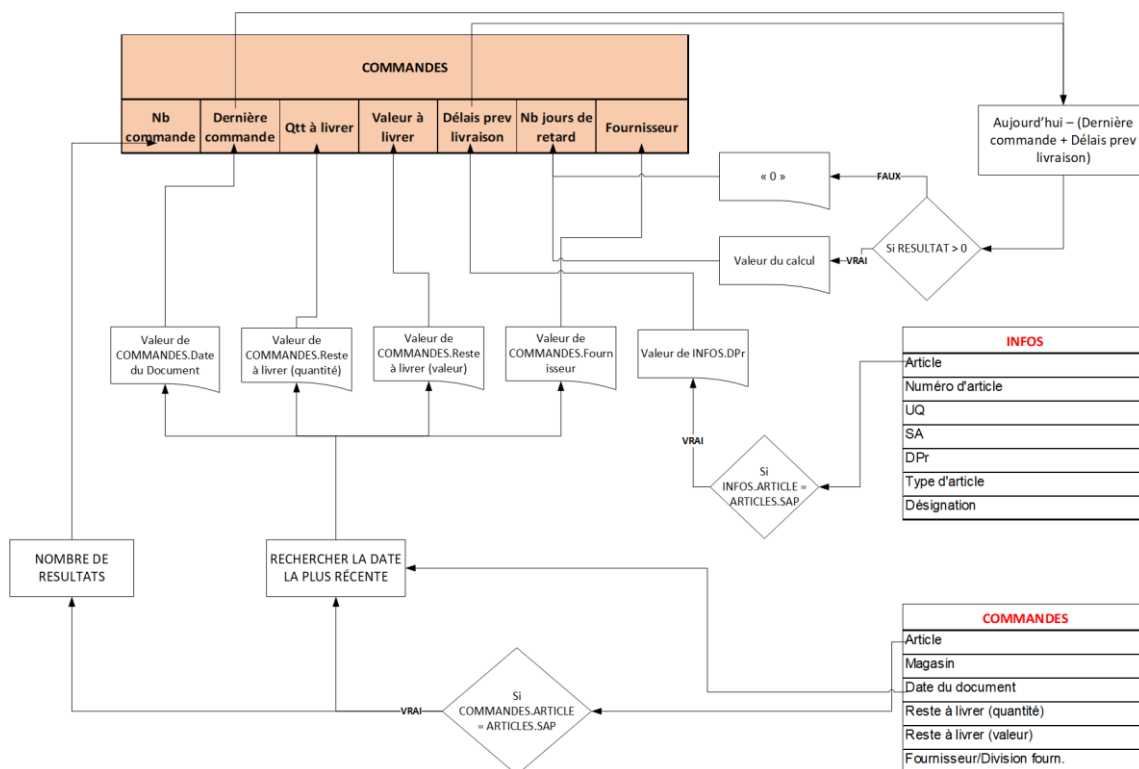 COMMANDES
Nb
commande
Dernière
commande
Qtt à livrer
Valeur à
livrer
Délais prev
livraison
Nb jours de
retard
Fournisseur
Aujourd’hui – (Dernière
commande + Délais prev
livraison)
« 0 »
FAUX
Si RESULTAT > 0
Valeur du calcul
VRAI
Valeur de
COMMANDES.Date
du Document
Valeur de
COMMANDES.Reste
à livrer (quantité)
Valeur de
COMMANDES.Reste
à livrer (valeur)
Valeur de
COMMANDES.Fourn
isseur
Valeur de INFOS.DPr
INFOS
Article
Numéro d'article
UQ
SA
DPr
Type d'article
Désignation
VRAI
Si
INFOS.ARTICLE =
ARTICLES.SAP
NOMBRE DE
RESULTATS
RECHERCHER LA DATE
LA PLUS RÉCENTE
COMMANDES
Article
Magasin
Date du document
Reste à livrer (quantité)
Reste à livrer (valeur)
Fournisseur/Division fourn.
VRAI
Si
COMMANDES.ARTICLE
= ARTICLES.SAP